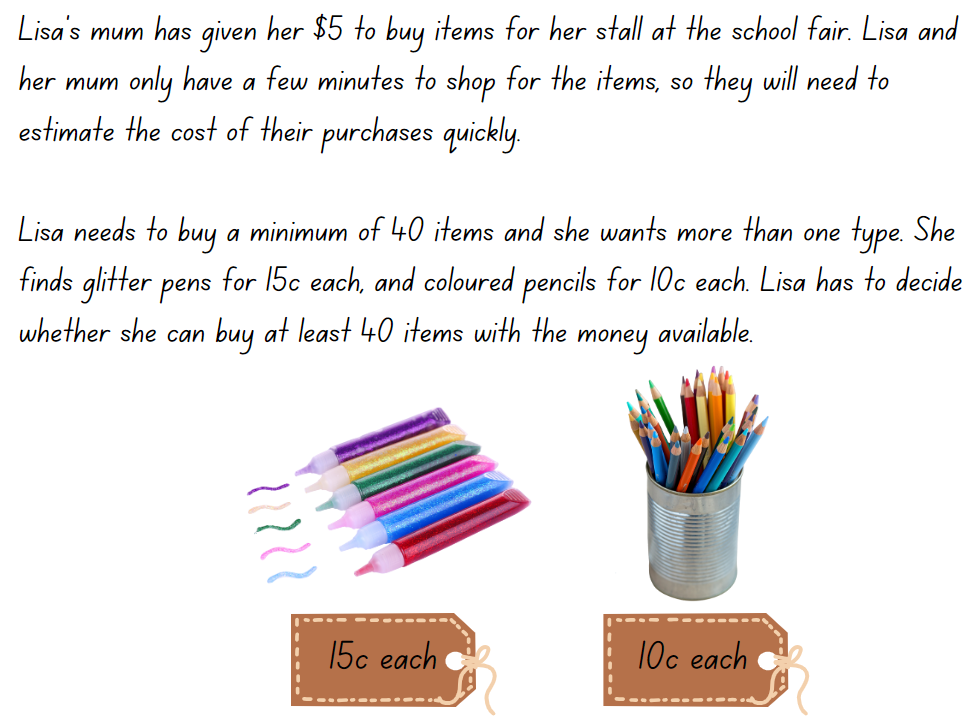 Lisa's mum has given her $5 to buy items for her stall at the school fair. Lisa and
her mum only have a few minutes to shop for the items, so they will need to
estimate the cost of their purchases quickly.
Lisa needs to buy a minimum of 40 items and she wants more than one type. She
finds glitter pens for 15c each, and coloured pencils for 10c each. Lisa has to decide
whether she can buy at least 40 items with the money available.
15c each
10c each